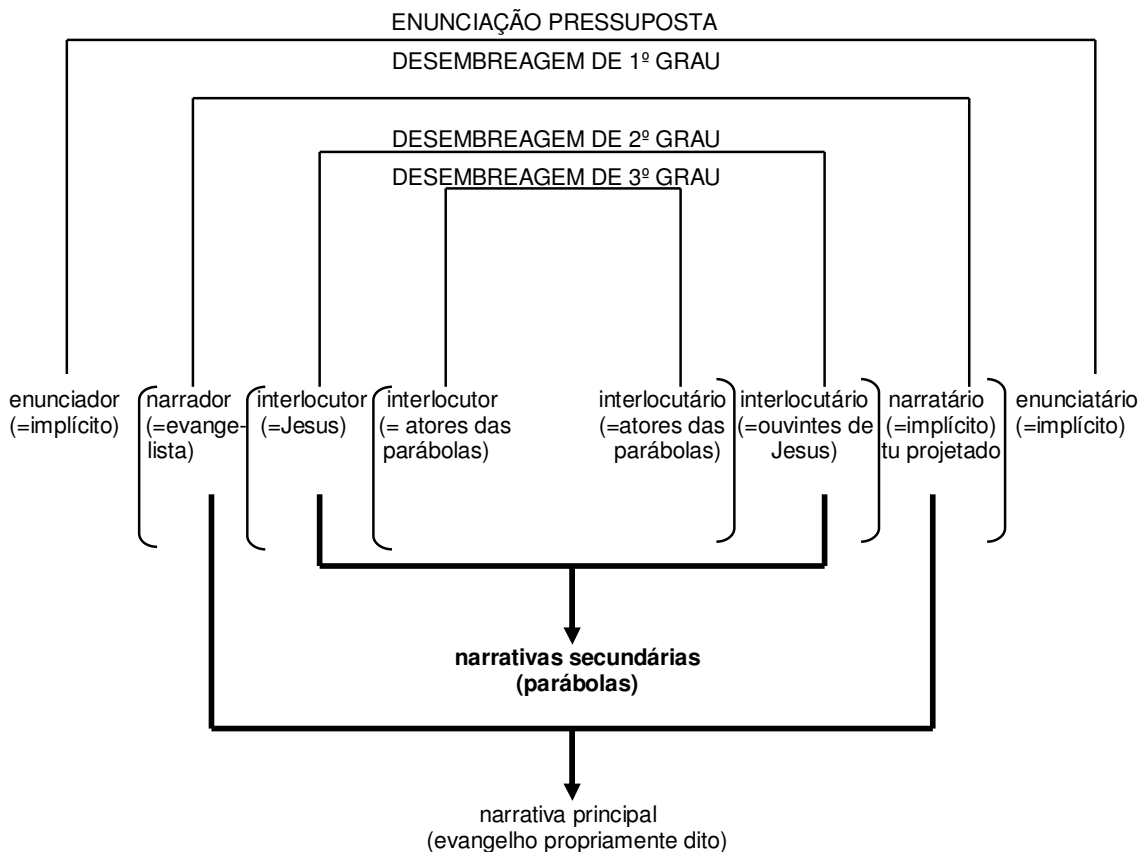 ENUNCIAÇÃO PRESSUPOSTA
DESEMBREAGEM DE 1º GRAU
DESEMBREAGEM DE 2º GRAU
DESEMBREAGEM DE 3º GRAU
enunciador narrador interlocutor interlocutor interlocutário interlocutário narratário enunciatário
(=implícito) (=evange- (=Jesus) (= atores das (=atores das (=ouvintes de (=implícito) (=implícito)
lista) parábolas) parábolas) Jesus) tu projetado
narrativas secundárias
(parábolas)
narrativa principal
(evangelho propriamente dito)